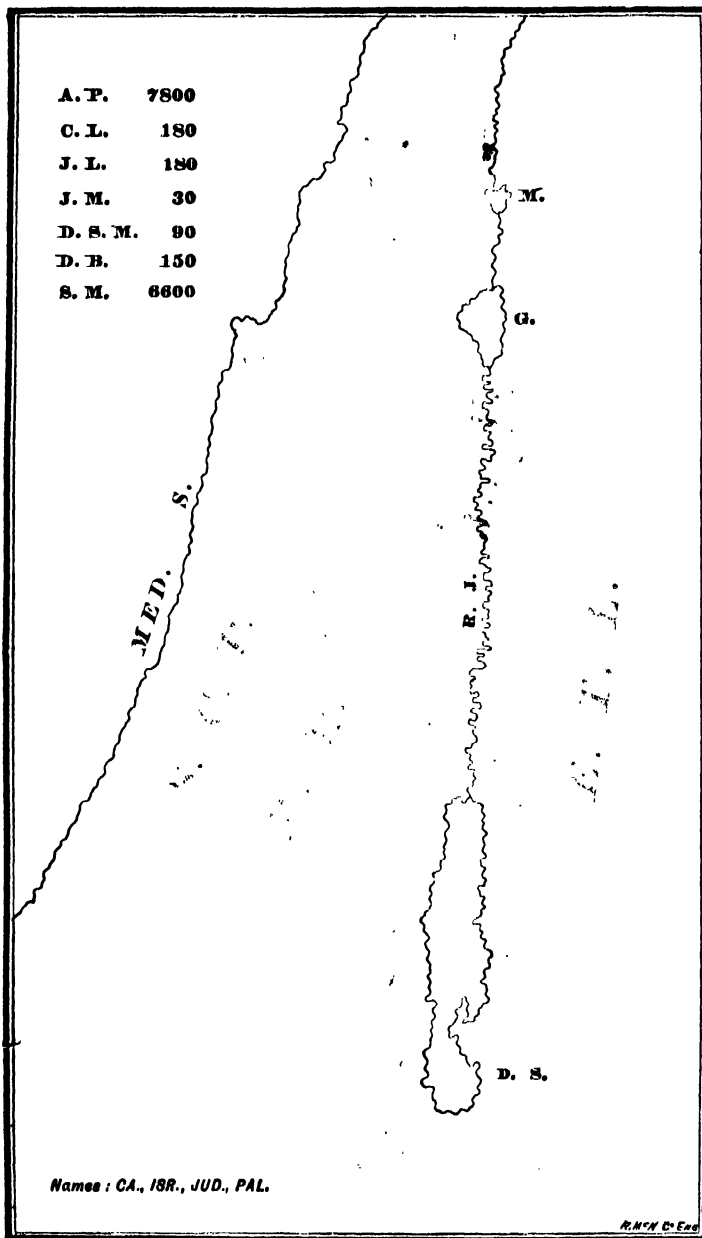 A. P. 7800
C. L. 180
J. L. 180
J. M. 30
D. S. M. 90
D. B. 150
S. M. 6600
M.
G.
MED. S.
R. J.
D. S.
Names : CA., ISR., JUD., PAL.